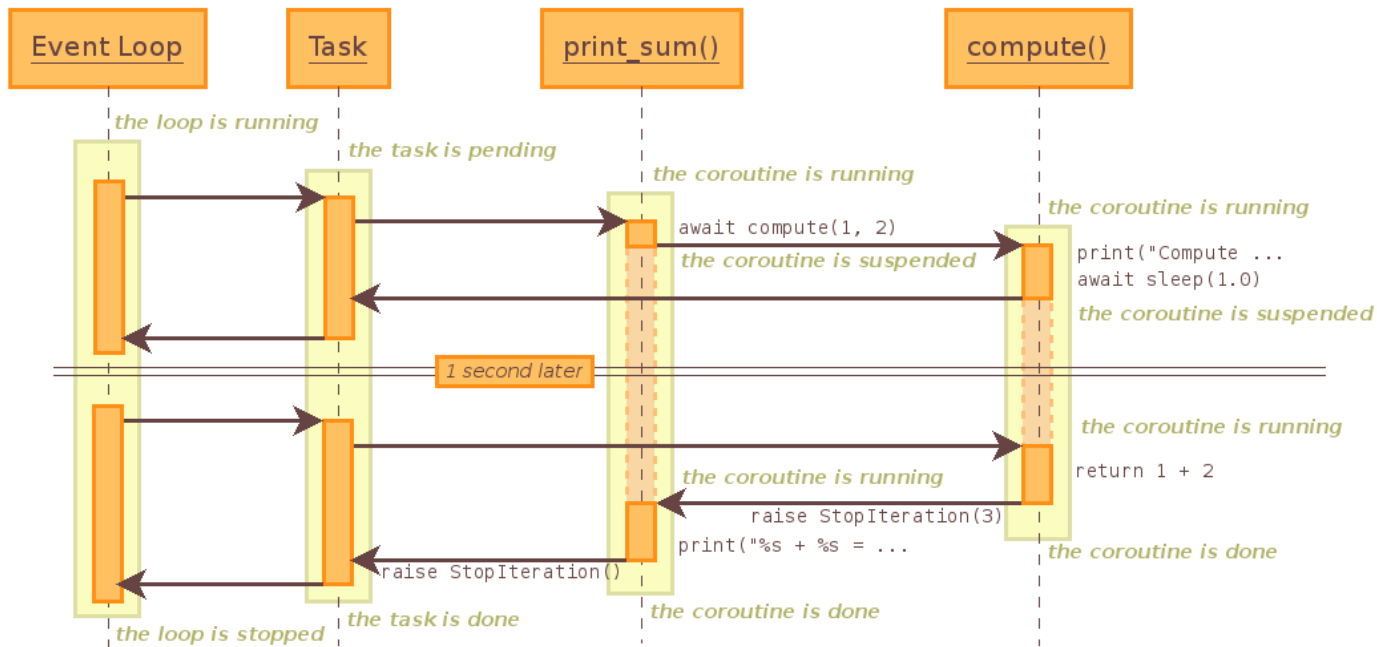 Event Loop
Task
print_sum()
compute()
the loop is running
the task is pending
the coroutine is running
the coroutine is running
await compute(1, 2)
print("Compute ...
the coroutine is suspended
await sleep(1.0)
the coroutine is suspended
1 second later
the coroutine is running
return 1 + 2
the coroutine is running
raise StopIteration(3)
print("%s + %s = ...
the coroutine is done
raise StopIteration()
the coroutine is done
the task is done
the loop is stopped